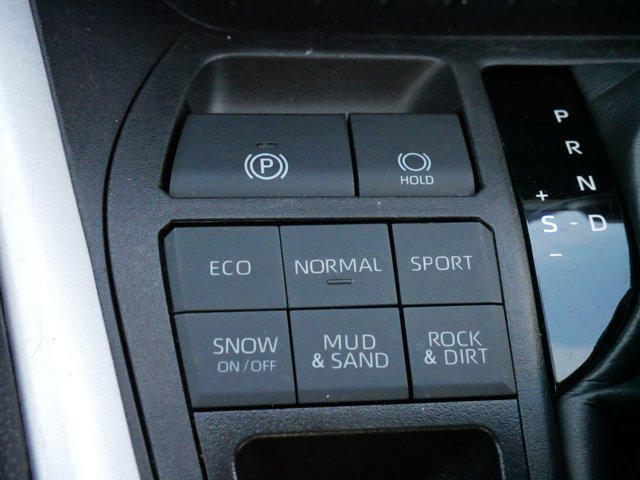 P
HOLD
P
R
N
+
S - D
-
ECO
NORMAL
SPORT
SNOW
ON/OFF
MUD
& SAND
ROCK
& DIRT